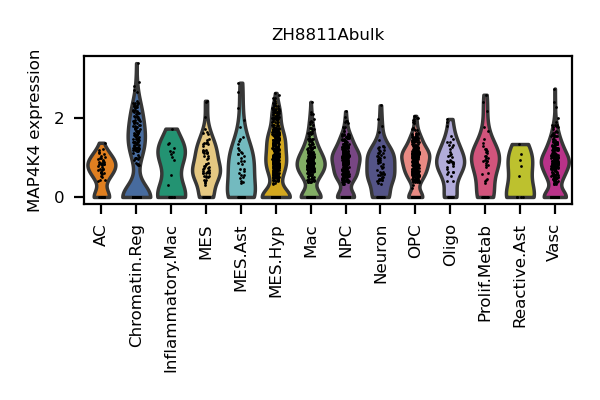 ZH8811Abulk
MAP4K4 expression
2
0
AC
Chromatin.Reg
Inflammatory.Mac
MES
MES.Ast
MES.Hyp
Mac
NPC
Neuron
OPC
Oligo
Prolif.Metab
Reactive.Ast
Vasc